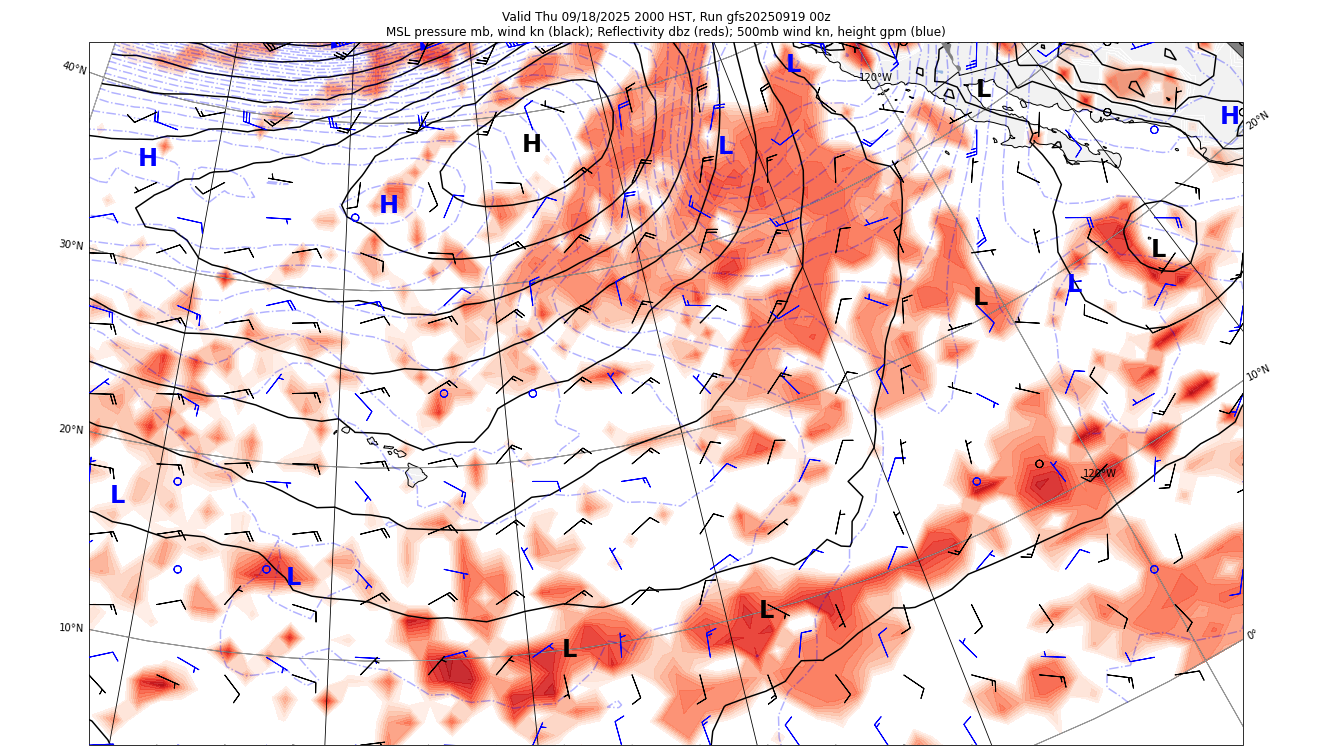 Valid Thu 09/18/2025 2000 HST, Run gfs20250919 00z
MSL pressure mb, wind kn (black); Reflectivity dbz (reds); 500mb wind kn, height gpm (blue)
L
L
40°N
120°W
L
H
20°N
H
L
H
H
30°N
L
L
L
10°N
20°N
120°W
L
L
L
10°N
0°
L